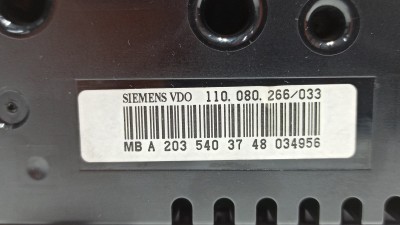 SIEMENS VDO 110.080.266/033
MB A 203 540 37 48 034956